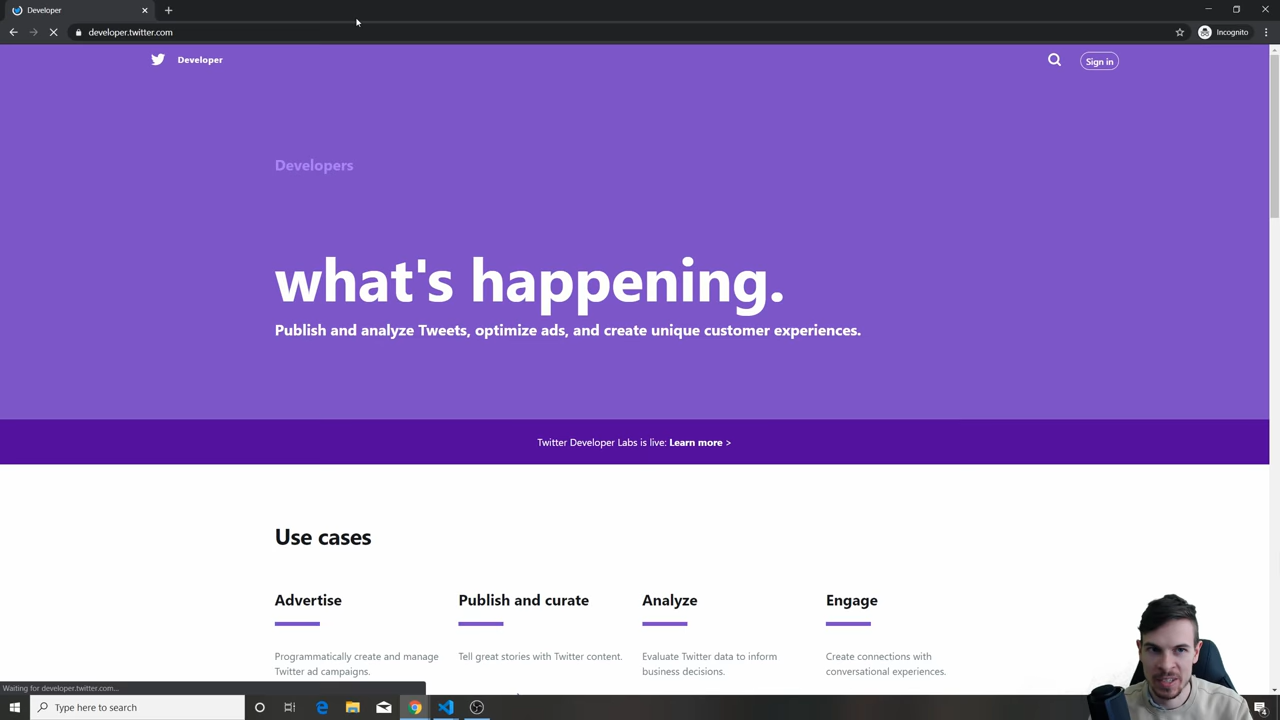 Developer
developer.twitter.com
Incognito
Developer
Sign in
Developers
what's happening.
Publish and analyze Tweets, optimize ads, and create unique customer experiences.
Twitter Developer Labs is live: Learn more >
Use cases
Advertise
Publish and curate
Analyze
Engage
Programmatically create and manage
Twitter ad campaigns.
Tell great stories with Twitter content.
Evaluate Twitter data to inform
business decisions.
Create connections with
conversational experiences.
Waiting for developer.twitter.com...
Type here to search
4